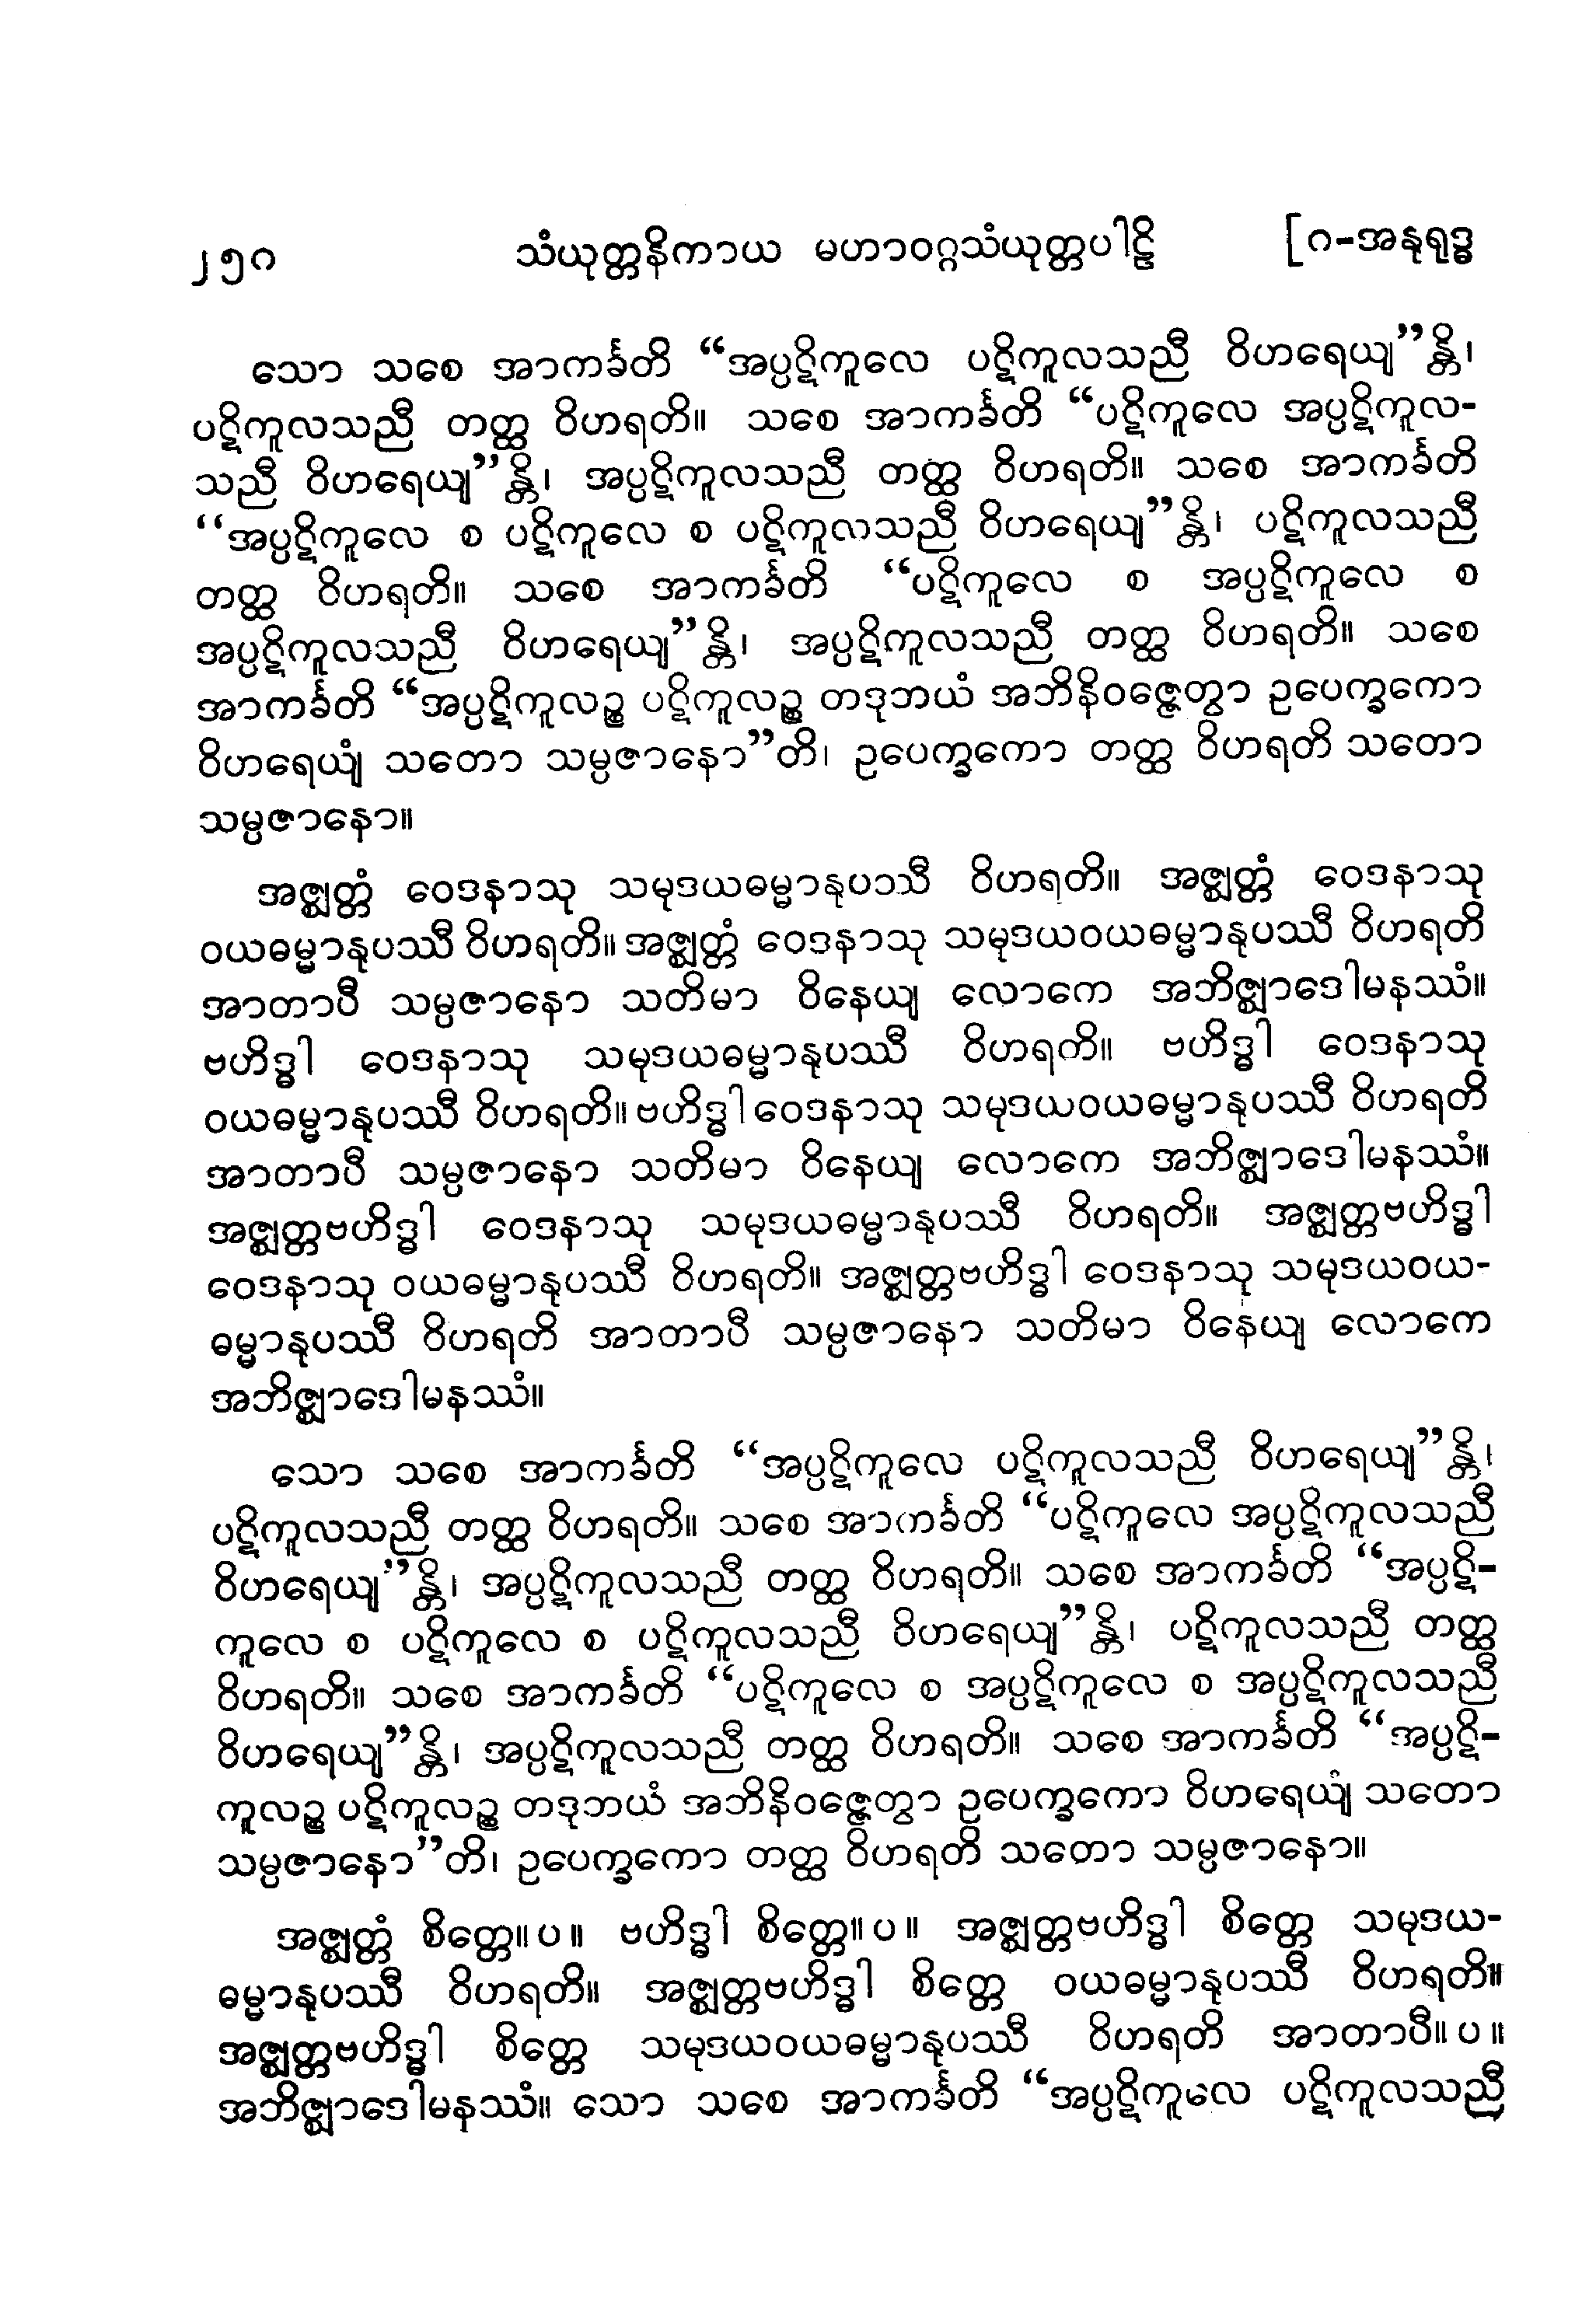 ၂၅၈ သံယုတ္တနိကာယ မဟာဝဂ္ဂသံယုတ္တပါဠိ [၈-အနုရုဒ္ဓ
သော သစေ အာကင်္ခတိ “အပ္ပဋိကူလေ ပဋိကူလသညီ ဝိဟရေယျ”န္တိ၊
ပဋိကူလသညီ တတ္ထ ဝိဟရတိ။ သစေ အာကင်္ခတိ “ပဋိကူလေ အပ္ပဋိကူလ-
သညီ ဝိဟရေယျ”န္တိ၊ အပ္ပဋိကူလသညီ တတ္ထ ဝိဟရတိ။ သစေ အာကင်္ခတိ
“အပ္ပဋိကူလေ စ ပဋိကူလေ စ ပဋိကူလသညီ ဝိဟရေယျ”န္တိ၊ ပဋိကူလသညီ
တတ္ထ ဝိဟရတိ။ သစေ အာကင်္ခတိ “ပဋိကူလေ စ အပ္ပဋိကူလေ စ
အပ္ပဋိကူလသညီ ဝိဟရေယျ”န္တိ၊ အပ္ပဋိကူလသညီ တတ္ထ ဝိဟရတိ။ သစေ
အာကင်္ခတိ “အပ္ပဋိကူလဉ္စ ပဋိကူလဉ္စ တဒုဘယံ အဘိနိဝဇ္ဇေတွာ ဥပေက္ခကော
ဝိဟရေယျံ သတော သမ္ပဇာနော”တိ၊ ဥပေက္ခကော တတ္ထ ဝိဟရတိ သတော
သမ္ပဇာနော။
အဇ္ဈတ္တံ ဝေဒနာသု သမုဒယဓမ္မာနုပဿီ ဝိဟရတိ။ အဇ္ဈတ္တံ ဝေဒနာသု
ဝယဓမ္မာနုပဿီ ဝိဟရတိ။ အဇ္ဈတ္တံ ဝေဒနာသု သမုဒယဝယဓမ္မာနုပဿီ ဝိဟရတိ
အာတာပီ သမ္ပဇာနော သတိမာ ဝိနေယျ လောကေ အဘိဇ္ဈာဒေါမနဿံ။
ဗဟိဒ္ဓါ ဝေဒနာသု သမုဒယဓမ္မာနုပဿီ ဝိဟရတိ။ ဗဟိဒ္ဓါ ဝေဒနာသု
ဝယဓမ္မာနုပဿီ ဝိဟရတိ။ ဗဟိဒ္ဓါ ဝေဒနာသု သမုဒယဝယဓမ္မာနုပဿီ ဝိဟရတိ
အာတာပီ သမ္ပဇာနော သတိမာ ဝိနေယျ လောကေ အဘိဇ္ဈာဒေါမနဿံ။
အဇ္ဈတ္တဗဟိဒ္ဓါ ဝေဒနာသု သမုဒယဓမ္မာနုပဿီ ဝိဟရတိ။ အဇ္ဈတ္တဗဟိဒ္ဓါ
ဝေဒနာသု ဝယဓမ္မာနုပဿီ ဝိဟရတိ။ အဇ္ဈတ္တဗဟိဒ္ဓါ ဝေဒနာသု သမုဒယဝယ-
ဓမ္မာနုပဿီ ဝိဟရတိ အာတာပီ သမ္ပဇာနော သတိမာ ဝိနေယျ လောကေ
အဘိဇ္ဈာဒေါမနဿံ။
သော သစေ အာကင်္ခတိ “အပ္ပဋိကူလေ ပဋိကူလသညီ ဝိဟရေယျ”န္တိ၊
ပဋိကူလသညီ တတ္ထ ဝိဟရတိ။ သစေ အာကင်္ခတိ “ပဋိကူလေ အပ္ပဋိကူလသညီ
ဝိဟရေယျ”န္တိ၊ အပ္ပဋိကူလသညီ တတ္ထ ဝိဟရတိ။ သစေ အာကင်္ခတိ “အပ္ပဋိ-
ကူလေ စ ပဋိကူလေ စ ပဋိကူလသညီ ဝိဟရေယျ”န္တိ၊ ပဋိကူလသညီ တတ္ထ
ဝိဟရတိ။ သစေ အာကင်္ခတိ “ပဋိကူလေ စ အပ္ပဋိကူလေ စ အပ္ပဋိကူလသညီ
ဝိဟရေယျ”န္တိ၊ အပ္ပဋိကူလသညီ တတ္ထ ဝိဟရတိ။ သစေ အာကင်္ခတိ “အပ္ပဋိ-
ကူလဉ္စ ပဋိကူလဉ္စ တဒုဘယံ အဘိနိဝဇ္ဇေတွာ ဥပေက္ခကော ဝိဟရေယျံ သတော
သမ္ပဇာနော”တိ၊ ဥပေက္ခကော တတ္ထ ဝိဟရတိ သတော သမ္ပဇာနော။
အဇ္ဈတ္တံ စိတ္တေ။ပ။ ဗဟိဒ္ဓါ စိတ္တေ။ပ။ အဇ္ဈတ္တဗဟိဒ္ဓါ စိတ္တေ သမုဒယ-
ဓမ္မာနုပဿီ ဝိဟရတိ။ အဇ္ဈတ္တဗဟိဒ္ဓါ စိတ္တေ ဝယဓမ္မာနုပဿီ ဝိဟရတိ။
အဇ္ဈတ္တဗဟိဒ္ဓါ စိတ္တေ သမုဒယဝယဓမ္မာနုပဿီ ဝိဟရတိ အာတာပီ။ပ။
အဘိဇ္ဈာဒေါမနဿံ။ သော သစေ အာကင်္ခတိ “အပ္ပဋိကူလေ ပဋိကူလသညီ